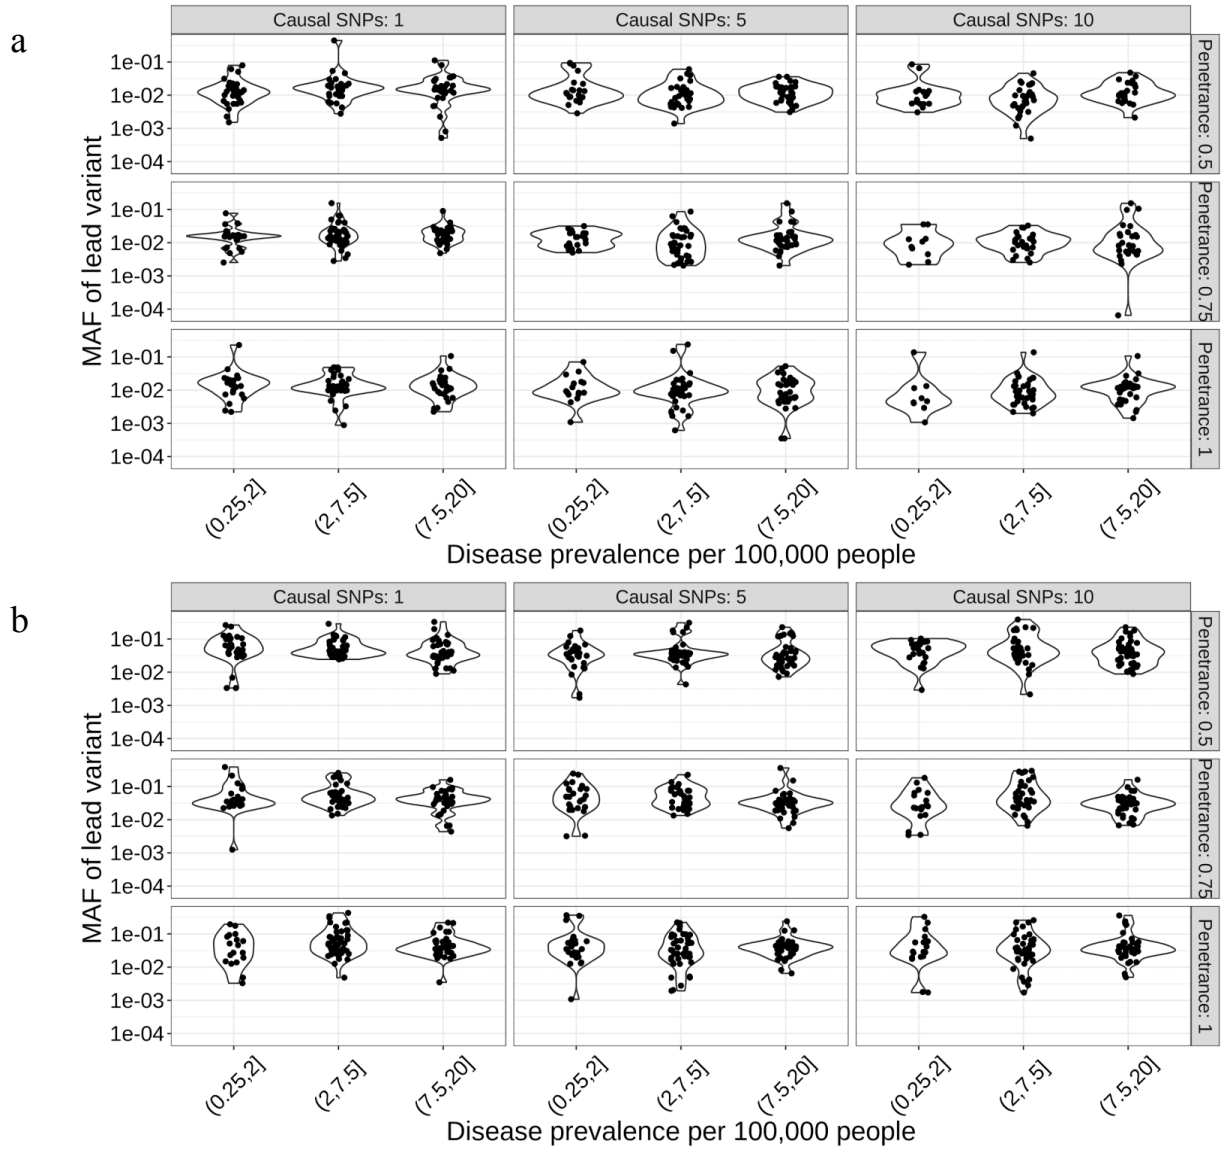 a
Causal SNPs: 1 Causal SNPs: 5 Causal SNPs: 10
MAF of lead variant
1e-01
1e-02
1e-03
1e-04
Penetrance: 0.5
1e-01
1e-02
1e-03
1e-04
Penetrance: 0.75
1e-01
1e-02
1e-03
1e-04
Penetrance: 1
(0.25,2] (2,7.5] (7.5,20] (0.25,2] (2,7.5] (7.5,20] (0.25,2] (2,7.5] (7.5,20]
Disease prevalence per 100,000 people
b
Causal SNPs: 1 Causal SNPs: 5 Causal SNPs: 10
MAF of lead variant
1e-01
1e-02
1e-03
1e-04
Penetrance: 0.5
1e-01
1e-02
1e-03
1e-04
Penetrance: 0.75
1e-01
1e-02
1e-03
1e-04
Penetrance: 1
(0.25,2] (2,7.5] (7.5,20] (0.25,2] (2,7.5] (7.5,20] (0.25,2] (2,7.5] (7.5,20]
Disease prevalence per 100,000 people